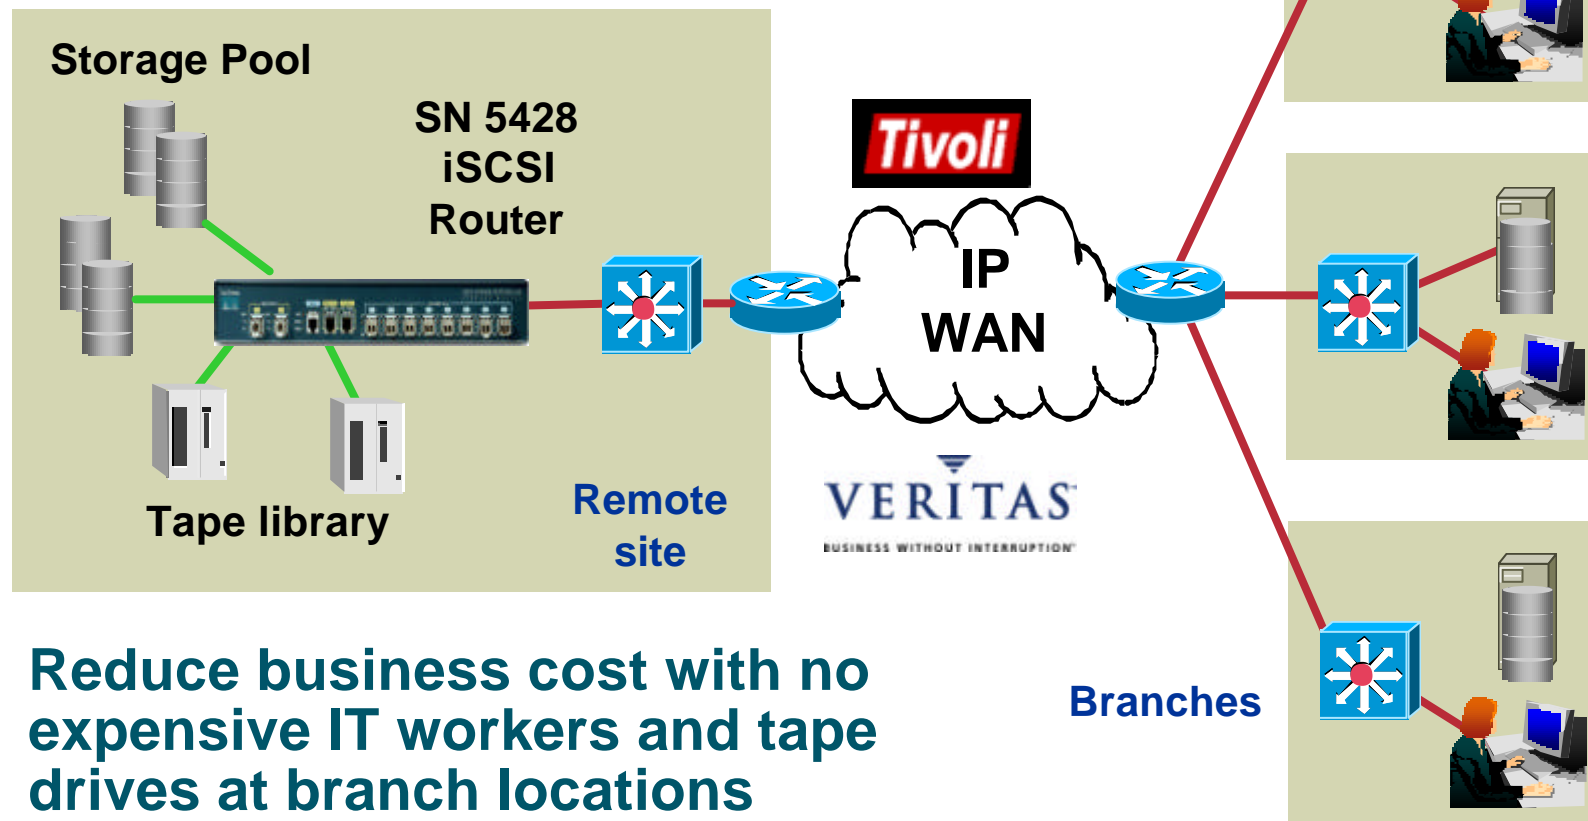 Storage Pool
SN 5428
iSCSI
Router
Tivoli
IP
WAN
VERITAS
BUSINESS WITHOUT INTERRUPTION
Tape library
Remote
site
Branches
Reduce business cost with no
expensive IT workers and tape
drives at branch locations